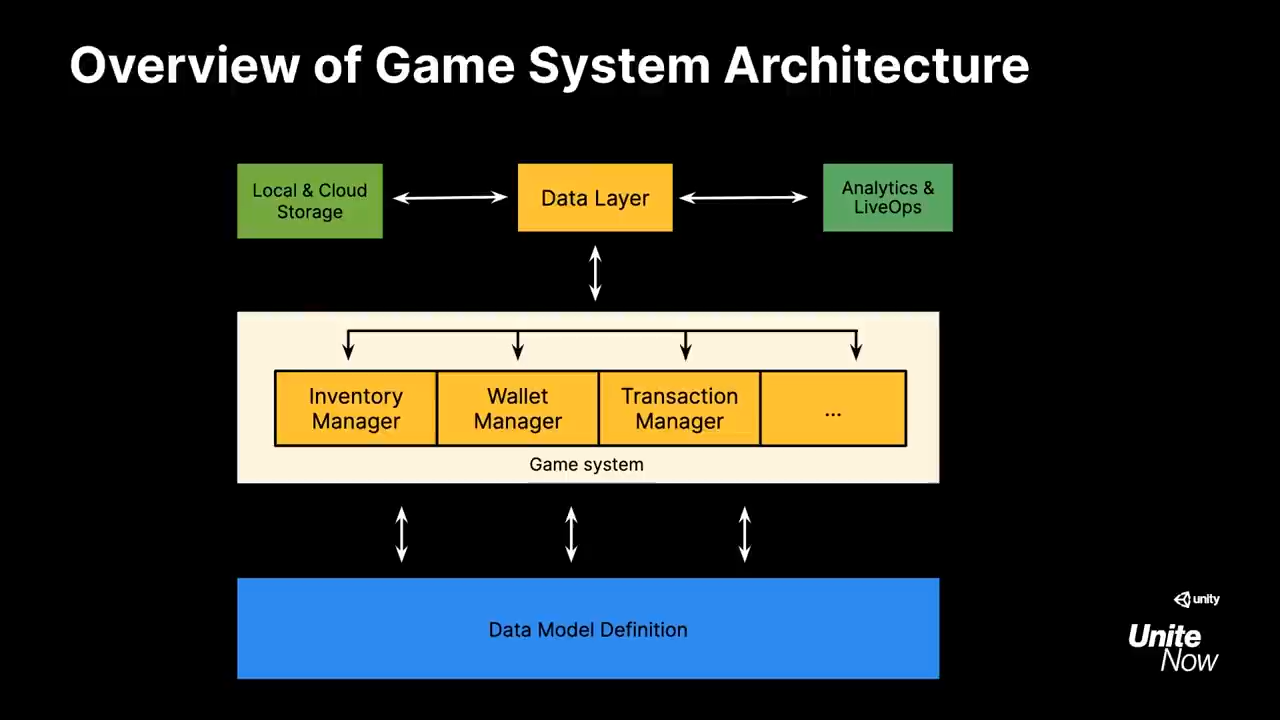 Overview of Game System Architecture
Local & Cloud
Storage
Data Layer
Analytics &
LiveOps
Inventory
Manager
Wallet
Manager
Transaction
Manager
...
Game system
Data Model Definition
unity
Unite
Now